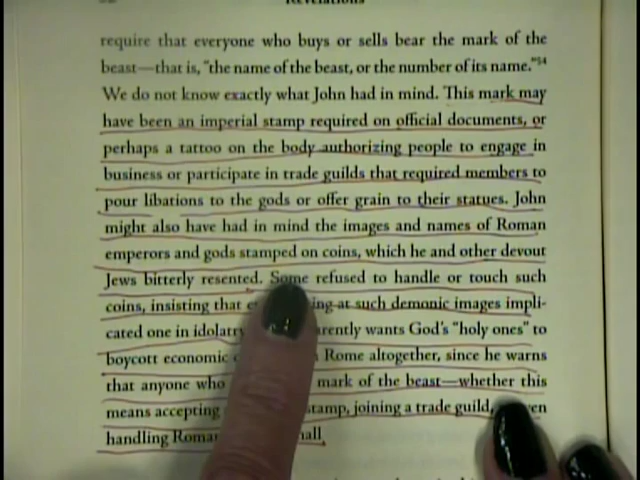 Revelations
require that everyone who buys or sells bear the mark of the
beast—that is, “the name of the beast, or the number of its name.”54
We do not know exactly what John had in mind. This mark may
have been an imperial stamp required on official documents, or
perhaps a tattoo on the body authorizing people to engage in
business or participate in trade guilds that required members to
pour libations to the gods or offer grain to their statues. John
might also have had in mind the images and names of Roman
emperors and gods stamped on coins, which he and other devout
Jews bitterly resented. Some refused to handle or touch such
coins, insisting that at such demonic images impli-
cated one in idolatry wants God's “holy ones” to
boycott economic Rome altogether, since he warns
that anyone who mark of the beast—whether this
means accepting stamp, joining a trade guild,
handling